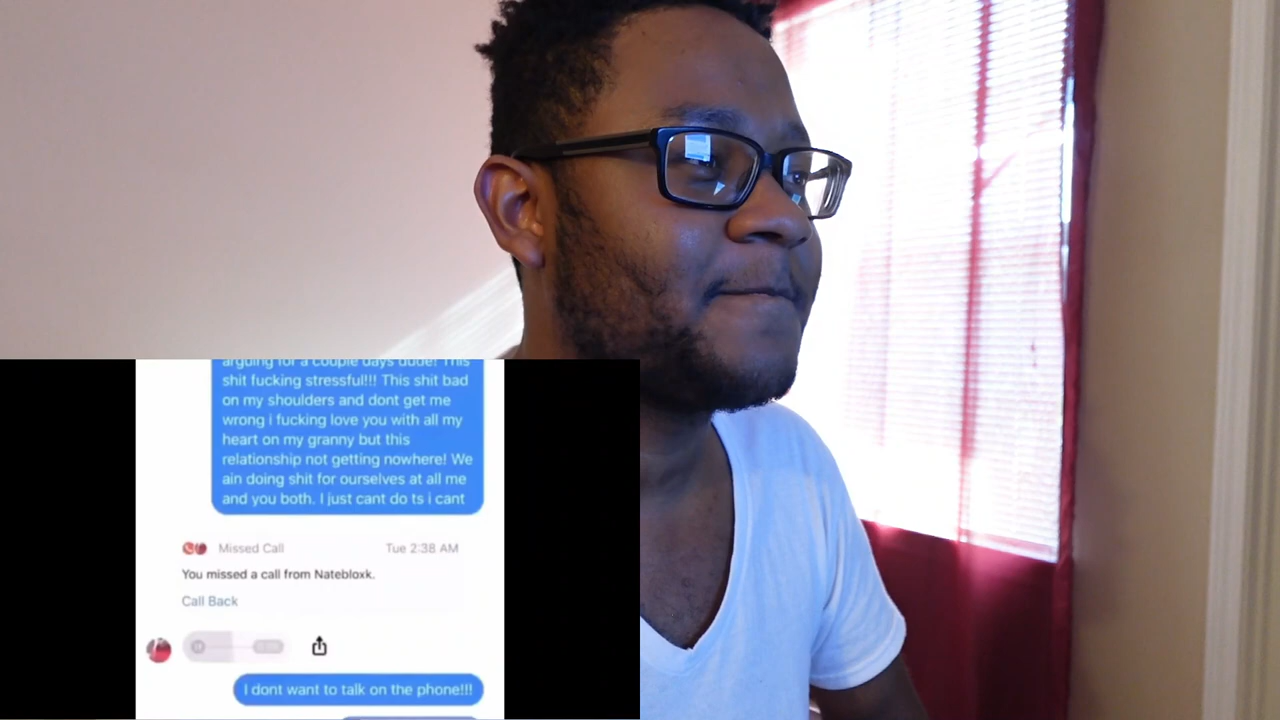 arguing for a couple days dude! This
shit fucking stressful!!! This shit bad
on my shoulders and dont get me
wrong i fucking love you with all my
heart on my granny but this
relationship not getting nowhere! We
ain doing shit for ourselves at all me
and you both. I just cant do ts i cant
Missed Call Tue 2:38 AM
You missed a call from Natebloxk.
Call Back
I dont want to talk on the phone!!!